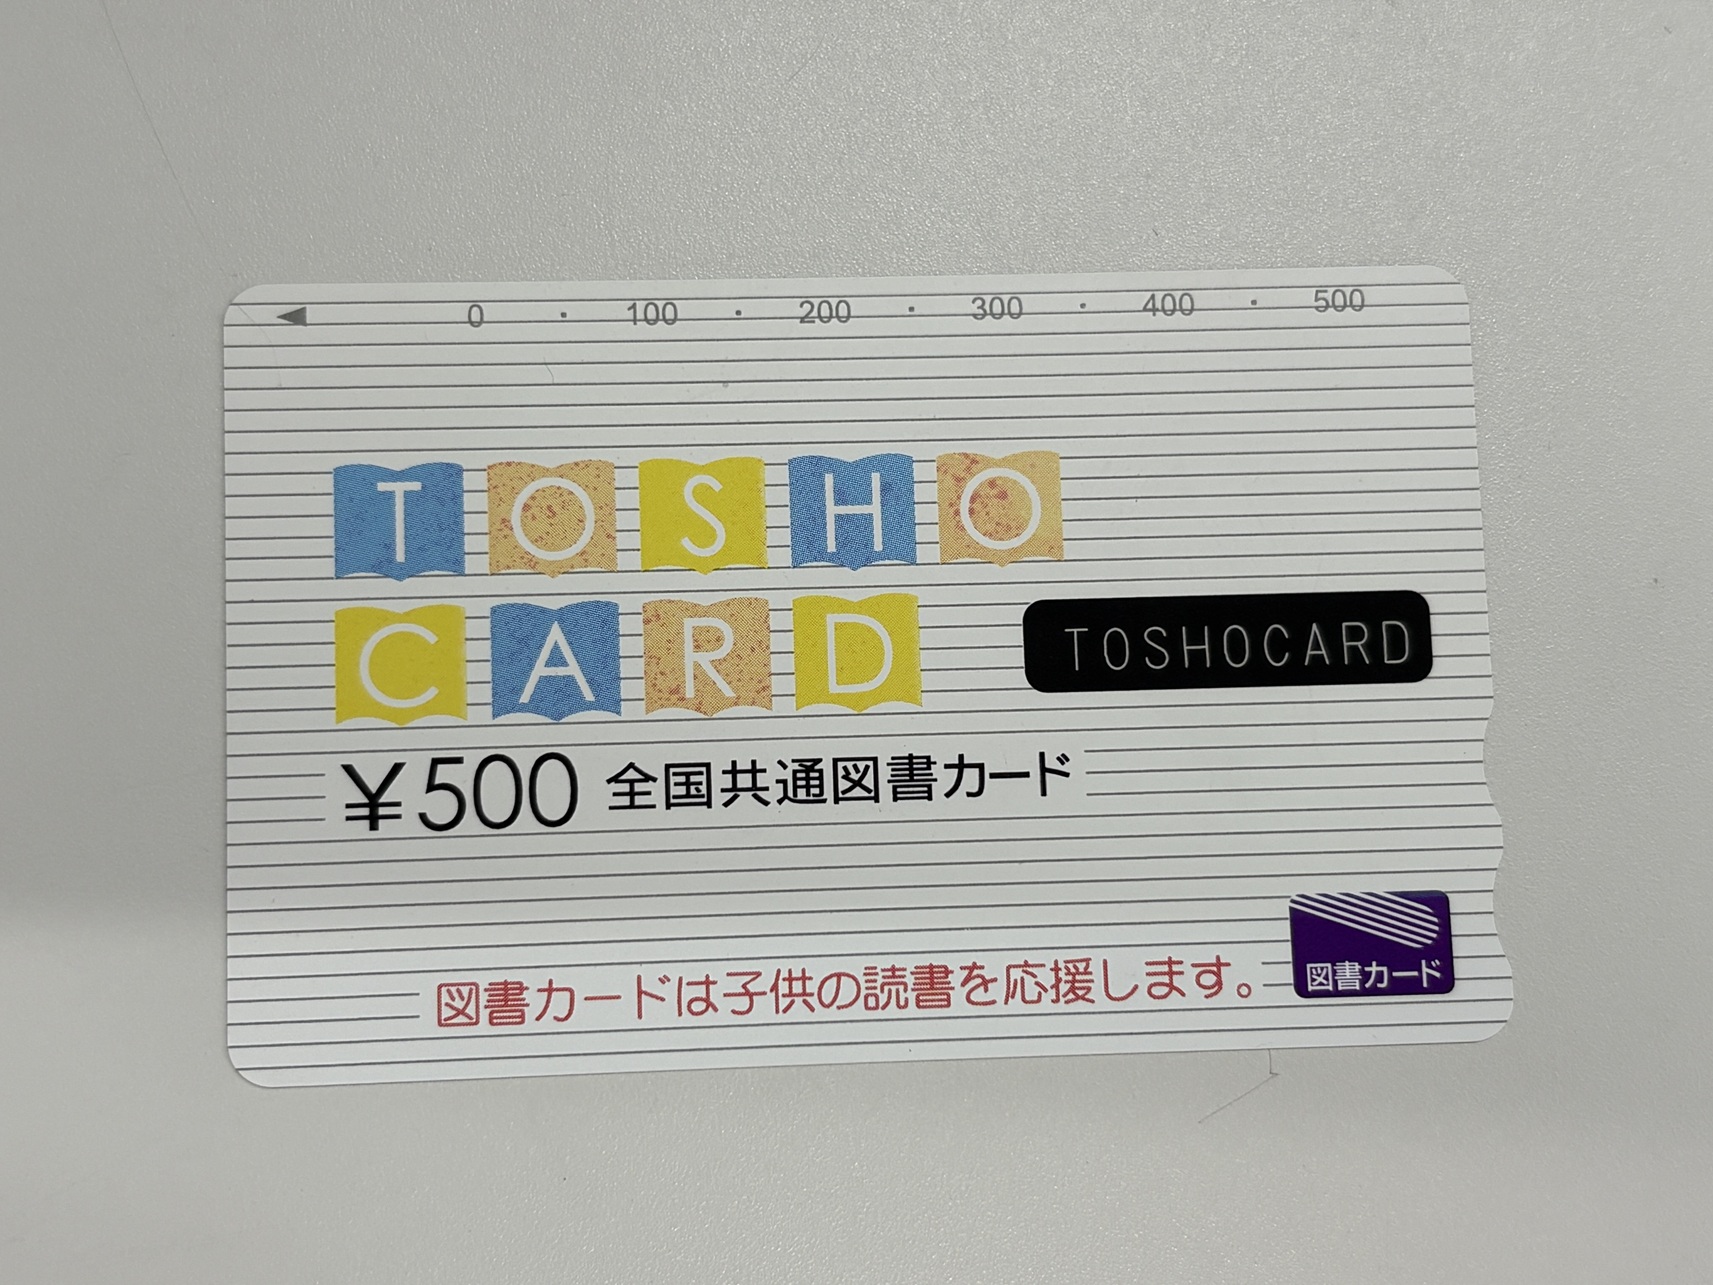 ◀ 0 · 100 · 200 · 300 · 400 · 500
TOSHO
CARD
TOSHOCARD
¥500 全国共通図書カード
図書カードは子供の読書を応援します。
図書カード